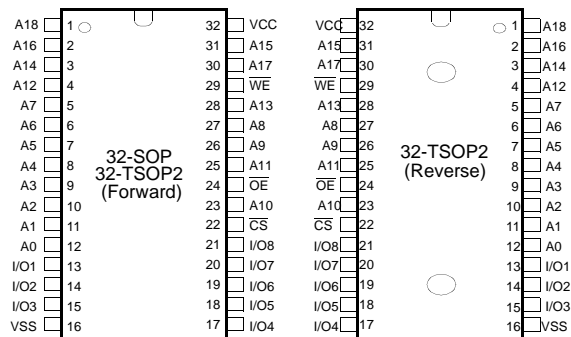 A18 1 32 VCC VCC 32 1 A18
A16 2 31 A15 A15 31 2 A16
A14 3 30 A17 A17 30 3 A14
A12 4 29 WE WE 29 4 A12
A7 5 28 A13 A13 28 5 A7
A6 6 27 A8 A8 27 6 A6
A5 7 26 A9 A9 26 7 A5
A4 8 25 A11 A11 25 8 A4
A3 9 24 OE OE 24 9 A3
A2 10 23 A10 A10 23 10 A2
A1 11 22 CS CS 22 11 A1
A0 12 21 I/O8 I/O8 21 12 A0
I/O1 13 20 I/O7 I/O7 20 13 I/O1
I/O2 14 19 I/O6 I/O6 19 14 I/O2
I/O3 15 18 I/O5 I/O5 18 15 I/O3
VSS 16 17 I/O4 I/O4 17 16 VSS
32-SOP
32-TSOP2
(Forward)
32-TSOP2
(Reverse)